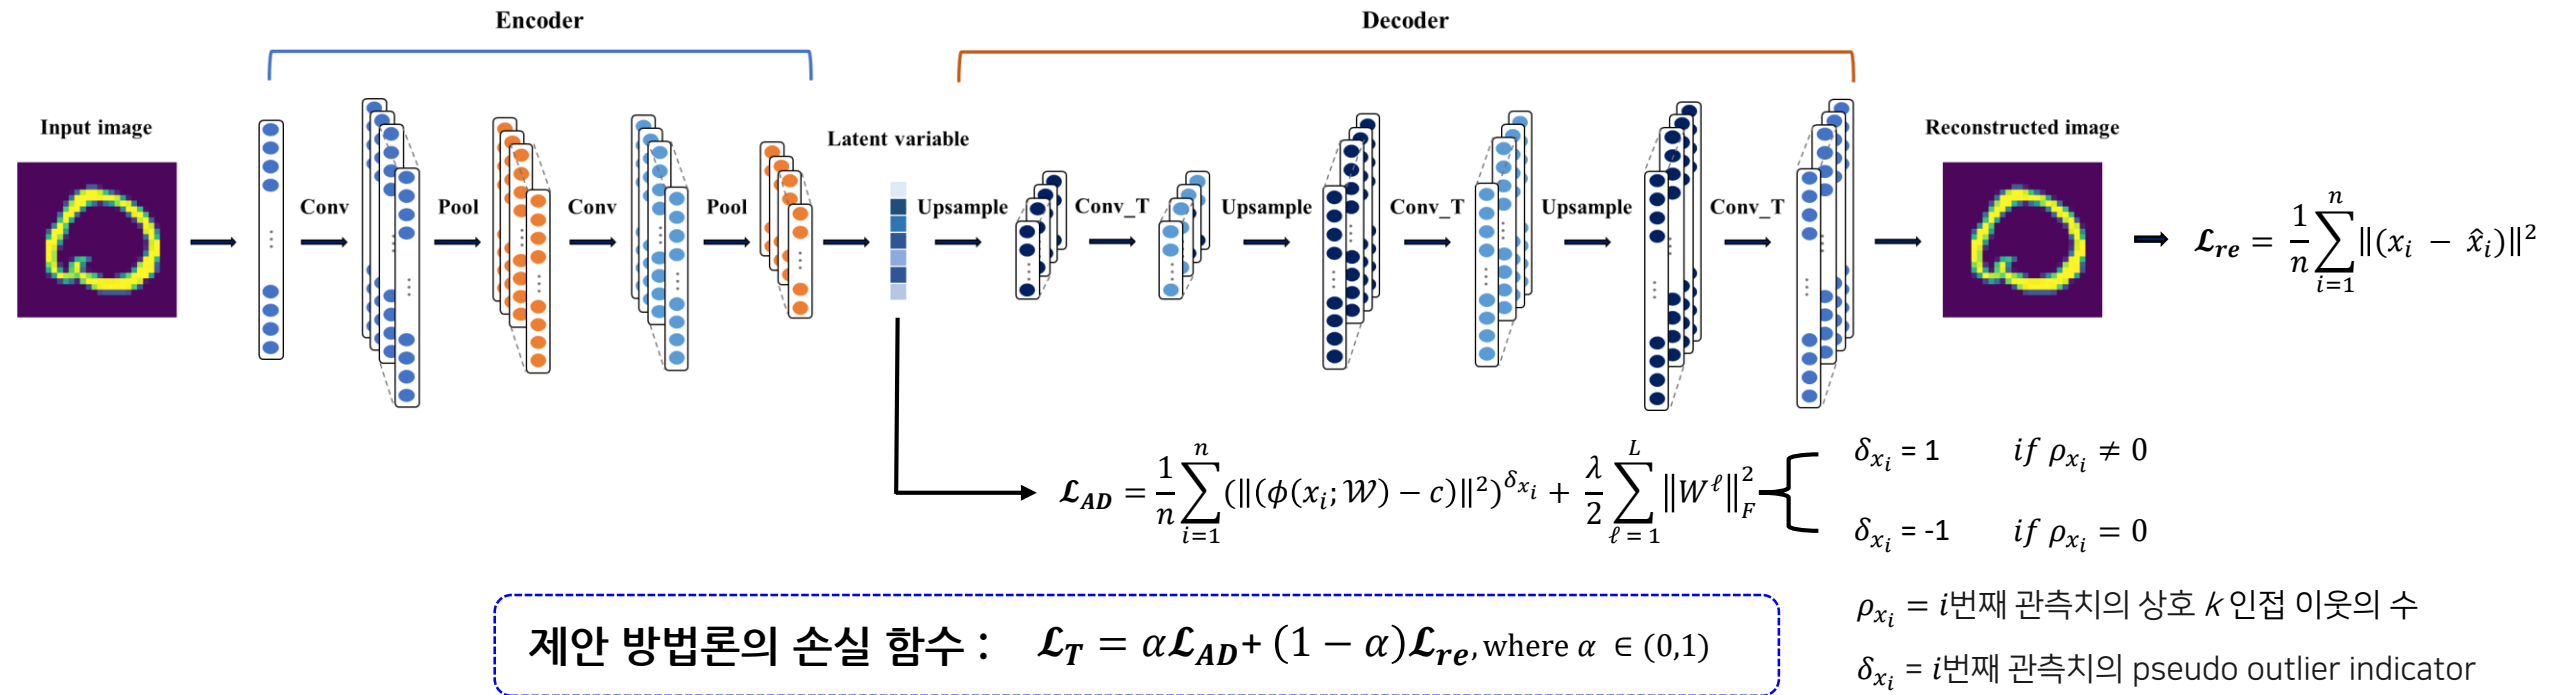 Encoder
Decoder
Input image
Latent variable
Reconstructed image
Conv
Pool
Conv
Pool
Upsample
Conv_T
Upsample
Conv_T
Upsample
Conv_T
𝓛_re = 1/n ∑_{i=1}^{n} ‖(x_i − x̂_i)‖²
𝓛_AD = 1/n ∑_{i=1}^{n} (‖(ϕ(x_i; 𝒲) − c)‖²)^{δ_{x_i}} + λ/2 ∑_{ℓ=1}^{L} ‖W^ℓ‖²_F
δ_{x_i} = 1 if ρ_{x_i} ≠ 0
δ_{x_i} = -1 if ρ_{x_i} = 0
ρ_{x_i} = i번째 관측치의 상호 k 인접 이웃의 수
δ_{x_i} = i번째 관측치의 pseudo outlier indicator
제안 방법론의 손실 함수 : 𝓛_T = α𝓛_AD + (1 − α)𝓛_re, where α ∈ (0,1)